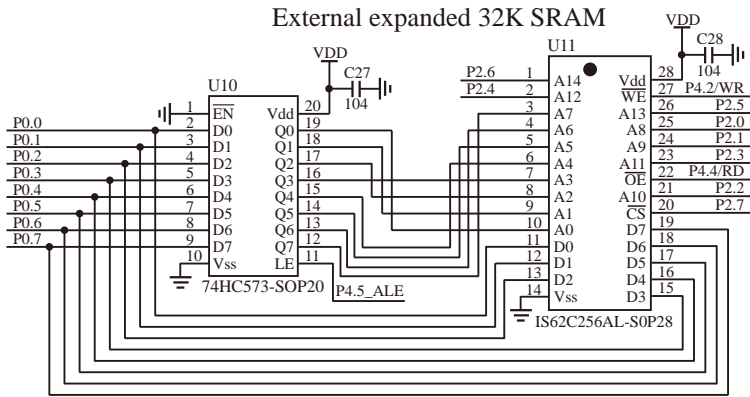 External expanded 32K SRAM
VDD
U11
C28
104
VDD
U10
C27
104
P2.6 1 A14 Vdd 28
P2.4 2 A12 WE 27 P4.2/WR
3 A7 A13 26 P2.5
4 A6 A8 25 P2.0
5 A5 A9 24 P2.1
6 A4 A11 23 P2.3
7 A3 OE 22 P4.4/RD
8 A2 A10 21 P2.2
9 A1 CS 20 P2.7
10 A0 D7 19
11 D0 D6 18
12 D1 D5 17
13 D2 D4 16
14 Vss D3 15
IS62C256AL-S0P28
1 EN Vdd 20
P0.0 2 D0 Q0 19
P0.1 3 D1 Q1 18
P0.2 4 D2 Q2 17
P0.3 5 D3 Q3 16
P0.4 6 D4 Q4 15
P0.5 7 D5 Q5 14
P0.6 8 D6 Q6 13
P0.7 9 D7 Q7 12
10 Vss LE 11
P4.5_ALE
74HC573-SOP20